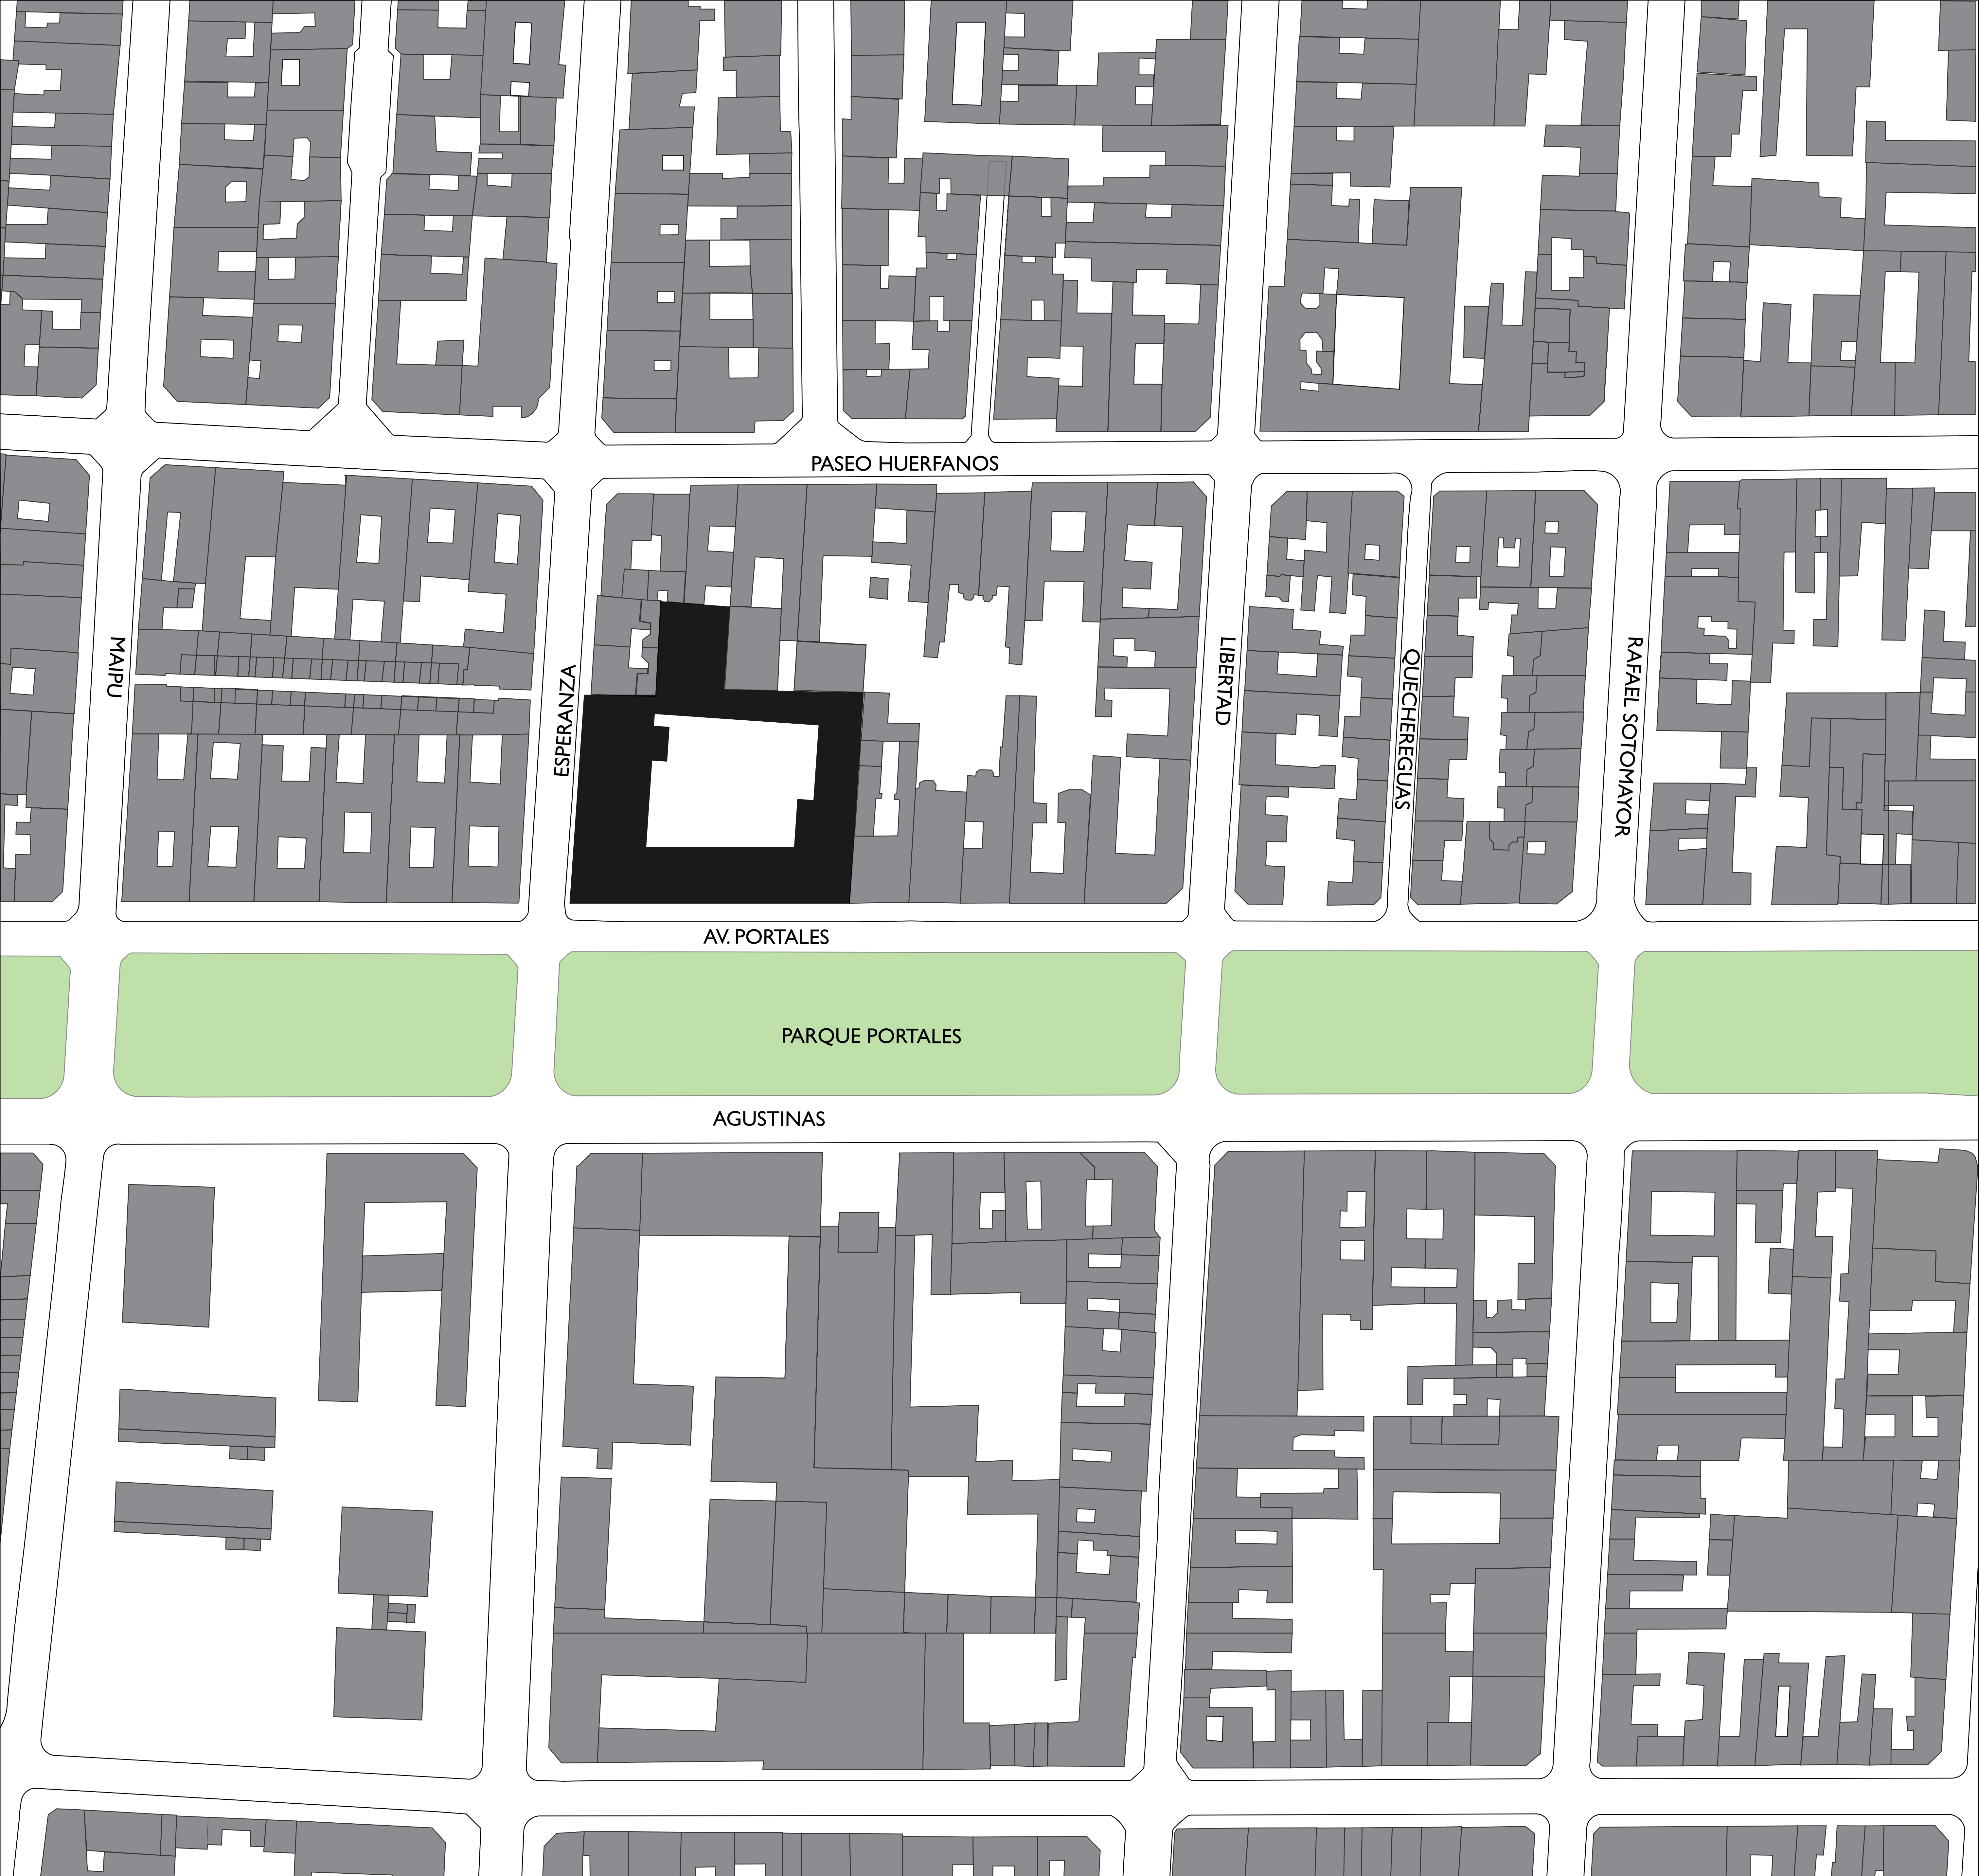 PASEO HUERFANOS
MAIPU
ESPERANZA
LIBERTAD
QUECHEREGUAS
RAFAEL SOTOMAYOR
AV. PORTALES
PARQUE PORTALES
AGUSTINAS